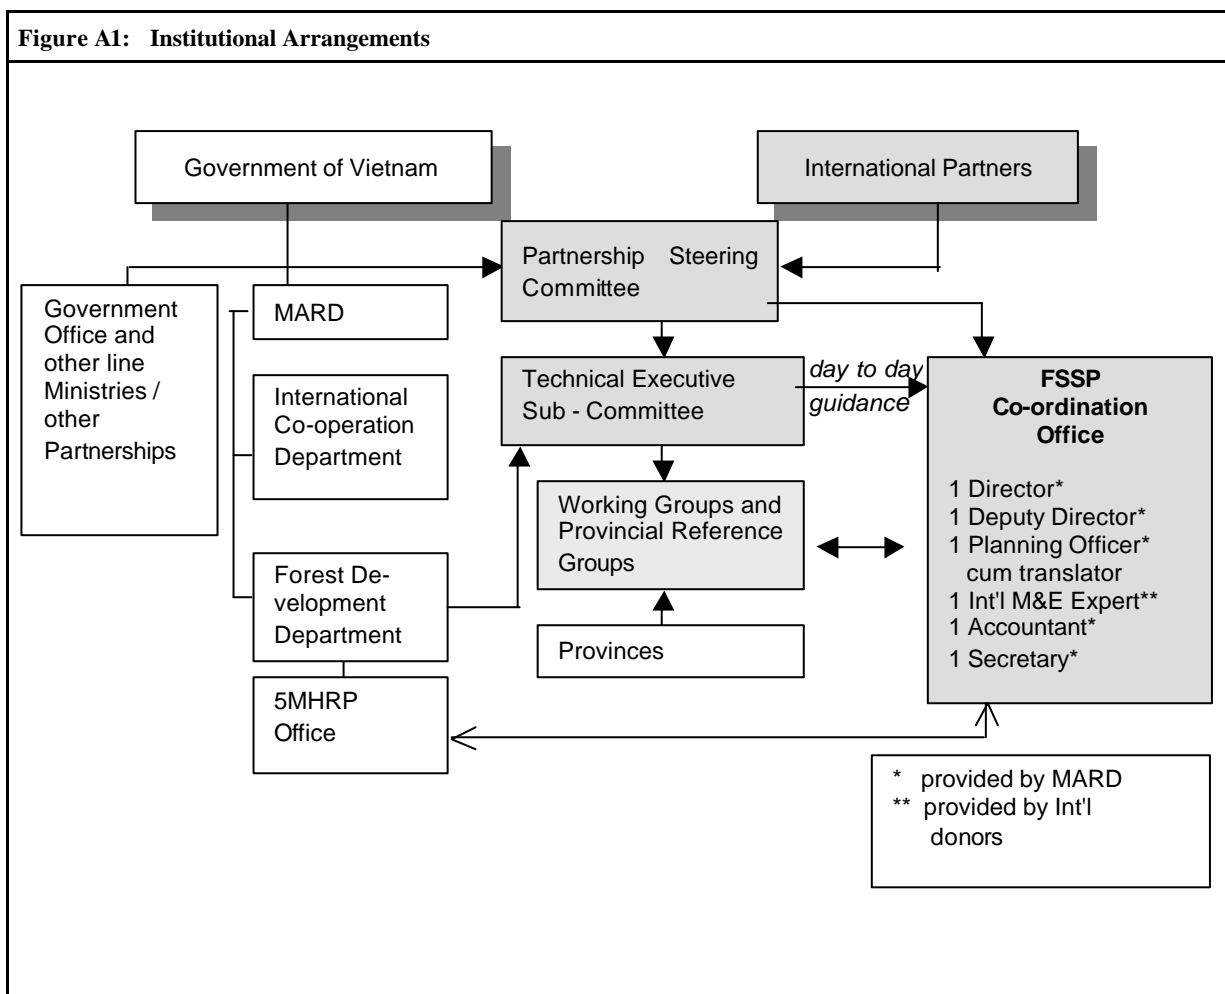 Figure A1: Institutional Arrangements
Government of Vietnam
International Partners
Partnership Steering
Committee
Government
Office and
other line
Ministries /
other
Partnerships
MARD
International
Co-operation
Department
Forest De-
velopment
Department
5MHRP
Office
Technical Executive
Sub - Committee
day to day
guidance
Working Groups and
Provincial Reference
Groups
Provinces
FSSP
Co-ordination
Office
1 Director*
1 Deputy Director*
1 Planning Officer*
cum translator
1 Int'l M&E Expert**
1 Accountant*
1 Secretary*
* provided by MARD
** provided by Int'l
donors